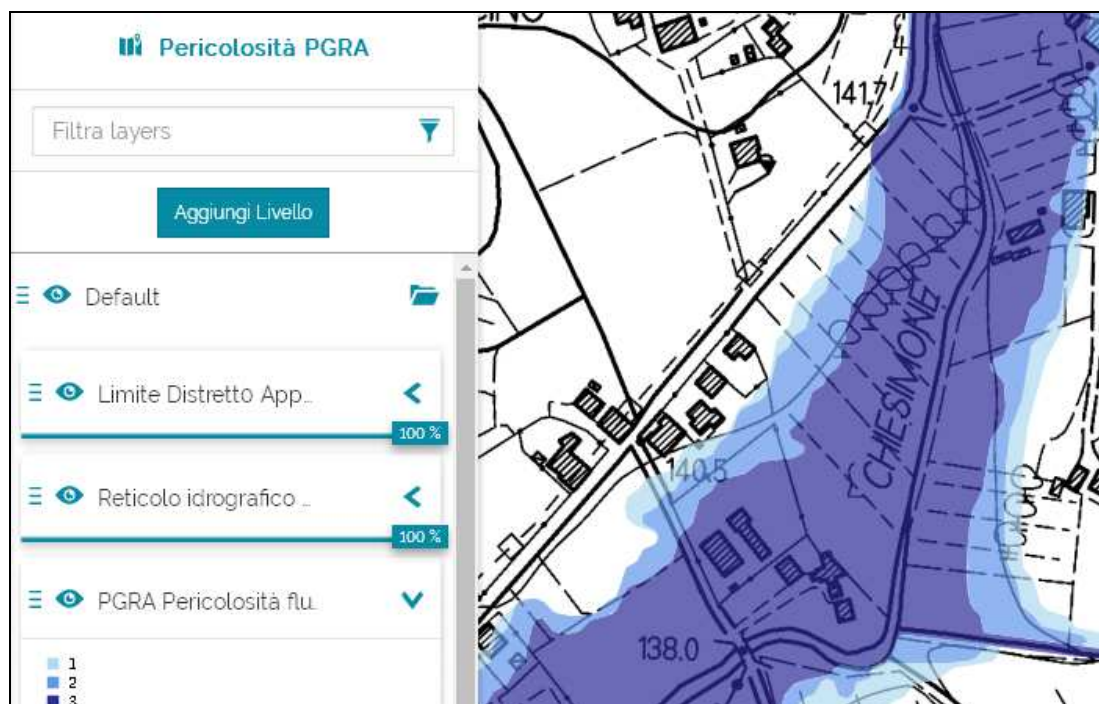 Pericolosità PGRA
Filtra layers
Aggiungi Livello
Default
Limite Distretto App...
100 %
Reticolo idrografico ...
100 %
PGRA Pericolosità flu..
1
2
3
141.7
CHIESIMONE
140.5
138.0